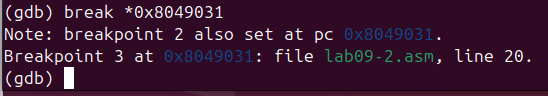 (gdb) break *0x8049031
Note: breakpoint 2 also set at pc 0x8049031.
Breakpoint 3 at 0x8049031: file lab09-2.asm, line 20.
(gdb)